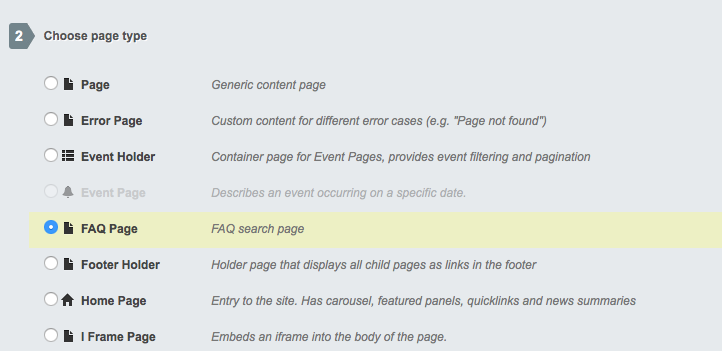 2 Choose page type
Page Generic content page
Error Page Custom content for different error cases (e.g. "Page not found")
Event Holder Container page for Event Pages, provides event filtering and pagination
Event Page Describes an event occurring on a specific date.
FAQ Page FAQ search page
Footer Holder Holder page that displays all child pages as links in the footer
Home Page Entry to the site. Has carousel, featured panels, quicklinks and news summaries
I Frame Page Embeds an iframe into the body of the page.